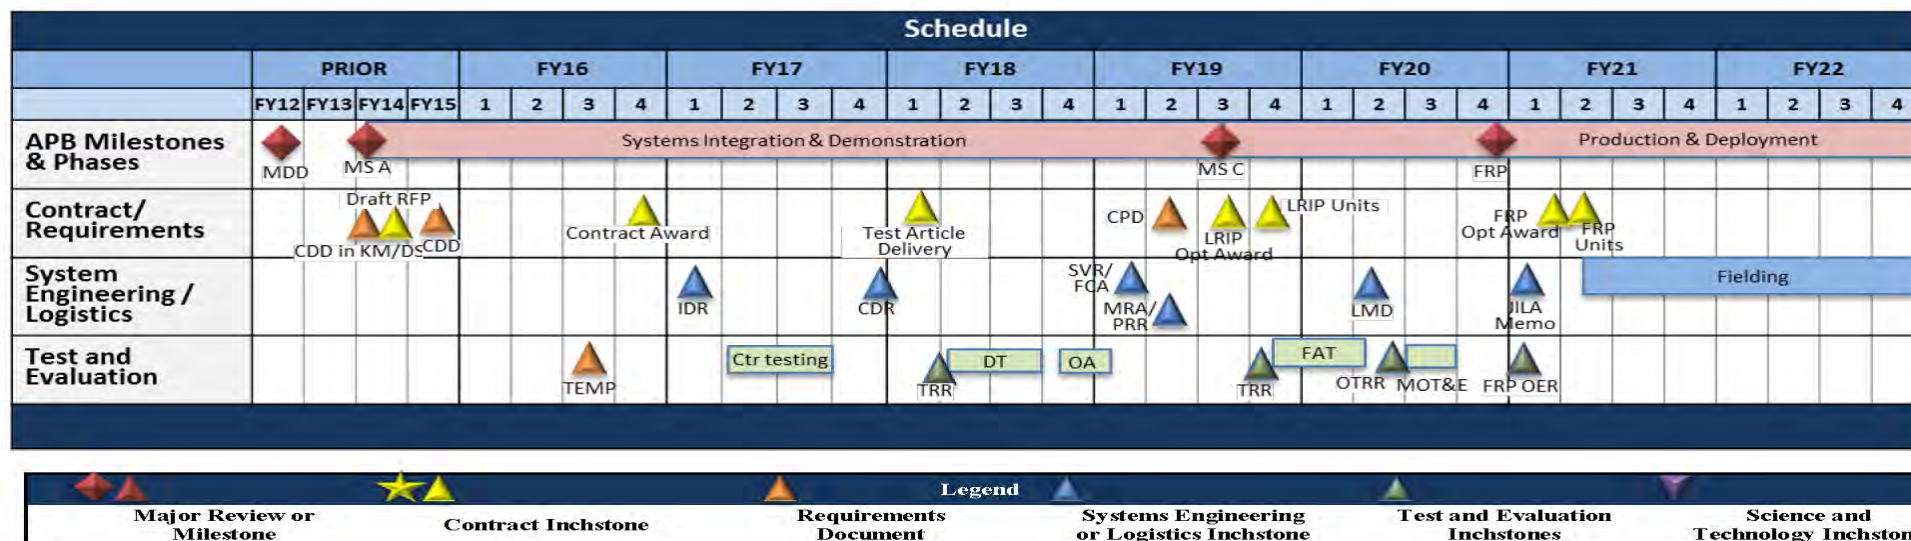 Schedule
PRIOR FY16 FY17 FY18 FY19 FY20 FY21 FY22
FY12 FY13 FY14 FY15 1 2 3 4 1 2 3 4 1 2 3 4 1 2 3 4 1 2 3 4 1 2 3 4 1 2 3 4
APB Milestones
& Phases
Systems Integration & Demonstration
Production & Deployment
MDD
MS A
MS C
FRP
Contract/
Requirements
Draft RFP
CDD in KM/DS
CDD
Contract Award
Test Article
Delivery
CPD
LRIP
Opt Award
LRIP Units
FRP
Opt Award
FRP
Units
System
Engineering /
Logistics
IDR
CDR
SVR/
FCA
MRA/
PRR
LMD
JILA
Memo
Fielding
Test and
Evaluation
TEMP
Ctr testing
TRR
DT
OA
TRR
FAT
OTRR
MOT&E
FRP OER
Legend
Major Review or
Milestone
Contract Inchstone
Requirements
Document
Systems Engineering
or Logistics Inchstone
Test and Evaluation
Inchstones
Science and
Technology Inchston